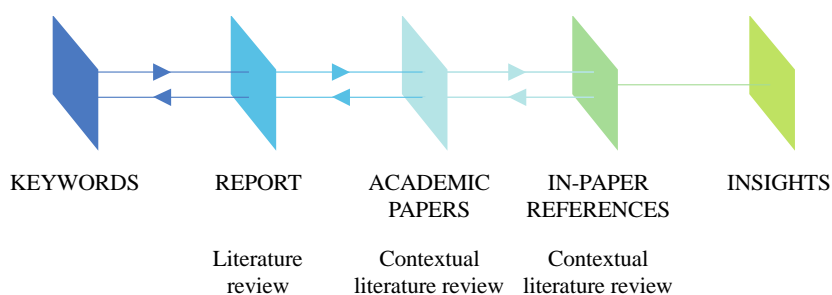 KEYWORDS
REPORT
ACADEMIC
PAPERS
IN-PAPER
REFERENCES
INSIGHTS
Literature
review
Contextual
literature review
Contextual
literature review